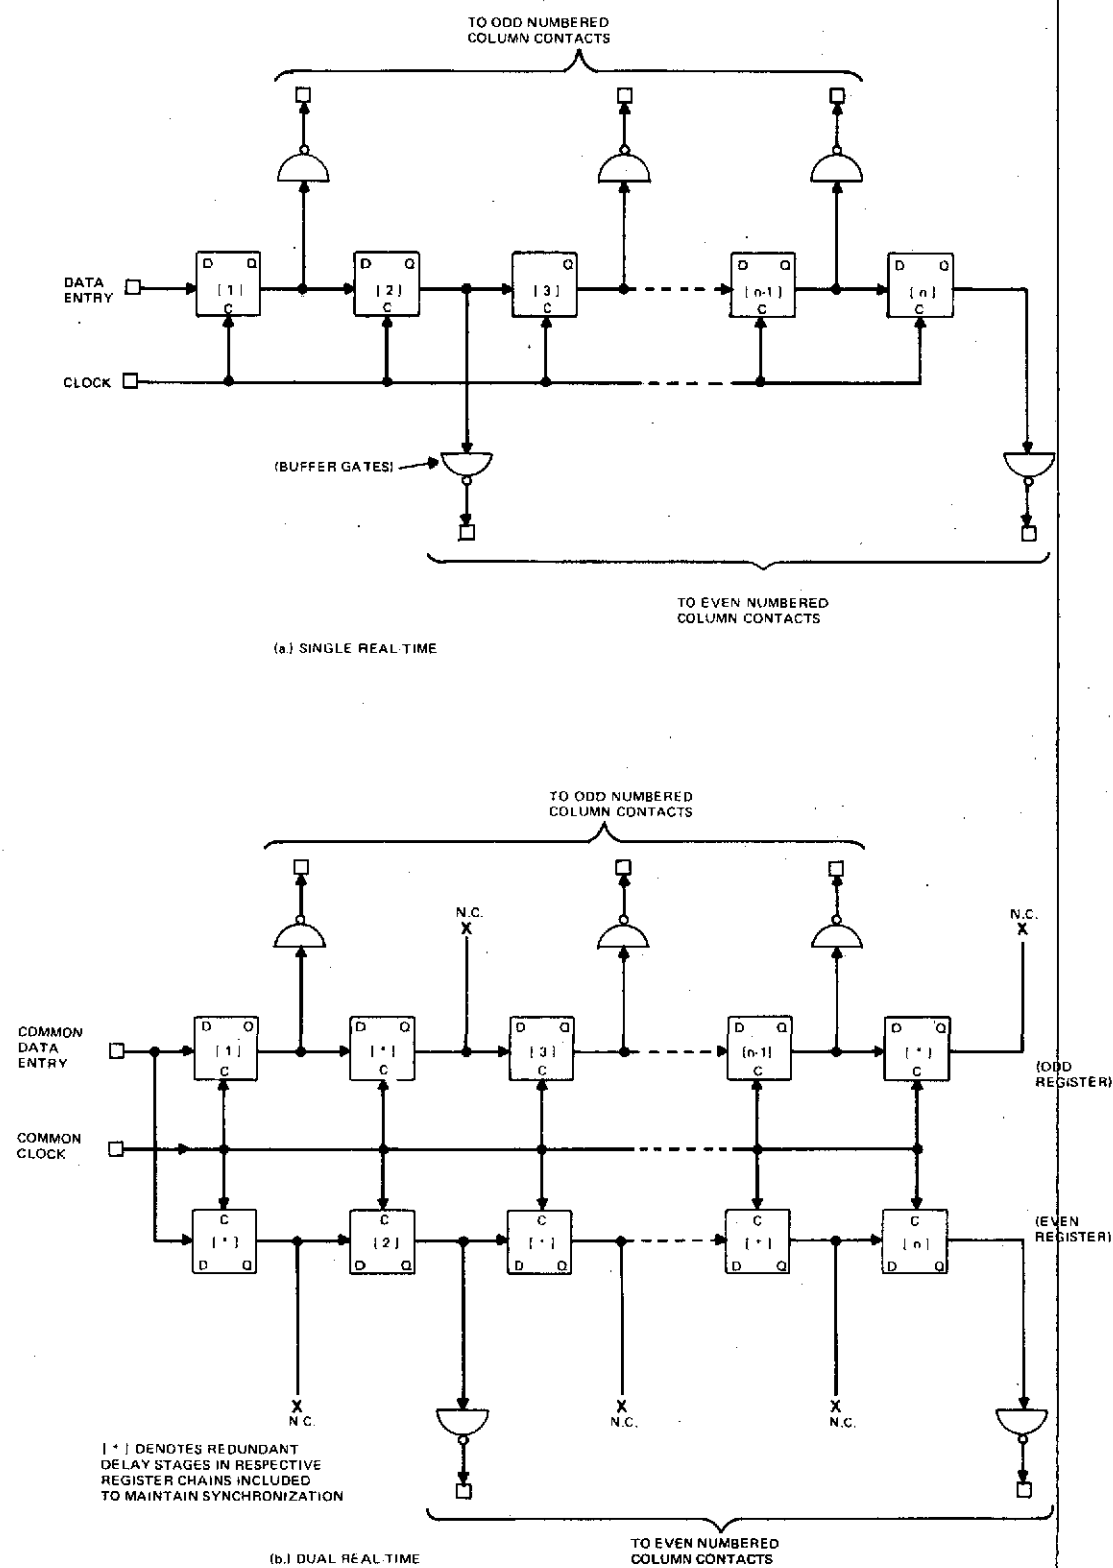 TO ODD NUMBERED
COLUMN CONTACTS
D Q
[1]
C
D Q
[2]
C
Q
[3]
C
D Q
[n-1]
C
D Q
[n]
C
DATA
ENTRY
CLOCK
(BUFFER GATES)
TO EVEN NUMBERED
COLUMN CONTACTS
(a.) SINGLE REAL-TIME
TO ODD NUMBERED
COLUMN CONTACTS
N.C.
X
N.C.
X
COMMON
DATA
ENTRY
D Q
[1]
C
D Q
[*]
C
D Q
[3]
C
D Q
[n-1]
C
D Q
[*]
C
(ODD
REGISTER)
COMMON
CLOCK
C
[*]
D Q
C
[2]
D Q
C
[*]
D Q
C
[*]
D Q
C
[n]
D Q
(EVEN
REGISTER)
X
N.C.
X
N.C.
X
N.C.
[*] DENOTES REDUNDANT
DELAY STAGES IN RESPECTIVE
REGISTER CHAINS INCLUDED
TO MAINTAIN SYNCHRONIZATION
TO EVEN NUMBERED
COLUMN CONTACTS
(b.) DUAL REAL-TIME